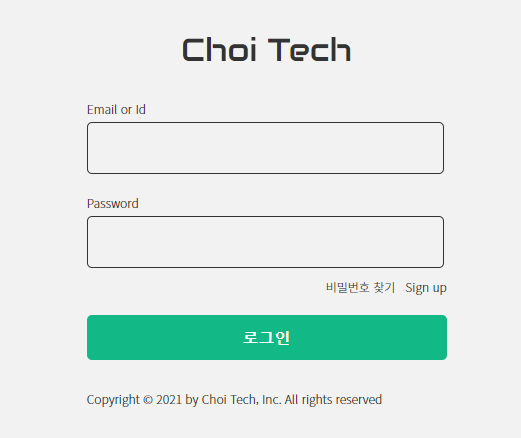 Choi Tech
Email or Id
Password
비밀번호 찾기 Sign up
로그인
Copyright © 2021 by Choi Tech, Inc. All rights reserved